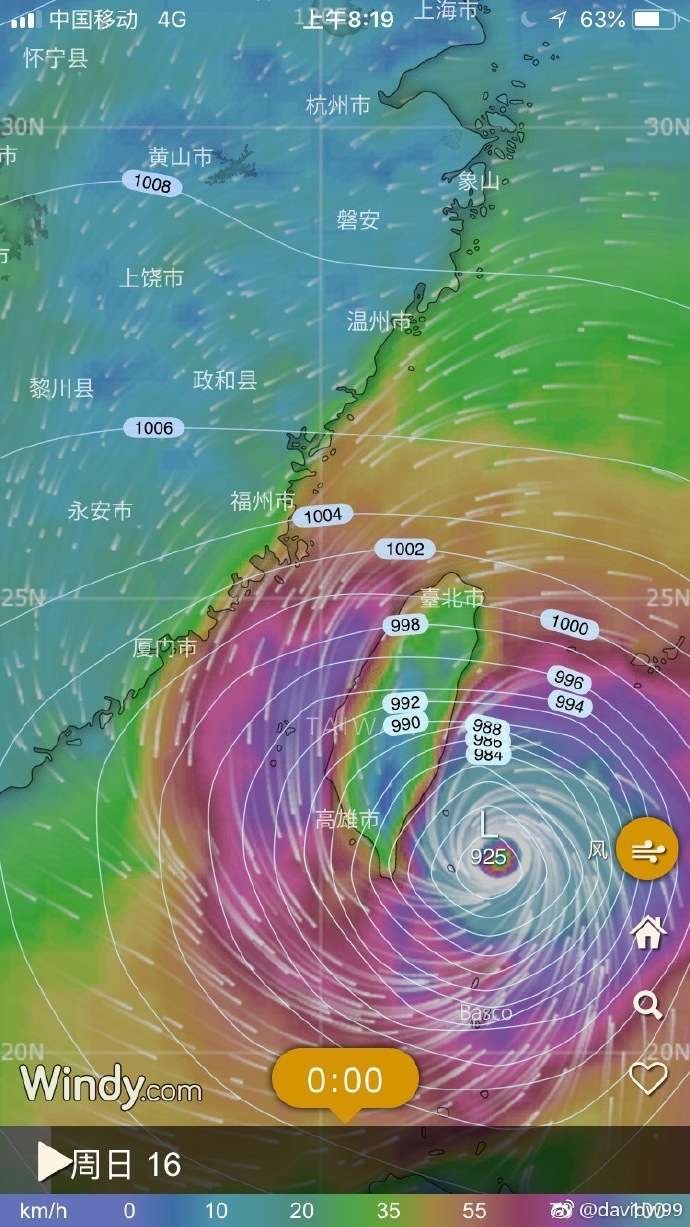 中国移动 4G 上午8:19 63%
上海市
怀宁县
杭州市
30N 30N
市 黄山市
1008
象山
磐安
市
上饶市
温州市
黎川县 政和县
1006
永安市 福州市
1004
1002
25N 臺北市 25N
998 1000
厦门市
996
992 994
990 988
TAIW 986
984
高雄市 L
925 风
Basco
20N 20N
Windy.com
0:00
周日 16
km/h 0 10 20 35 55 100
@davidyu99